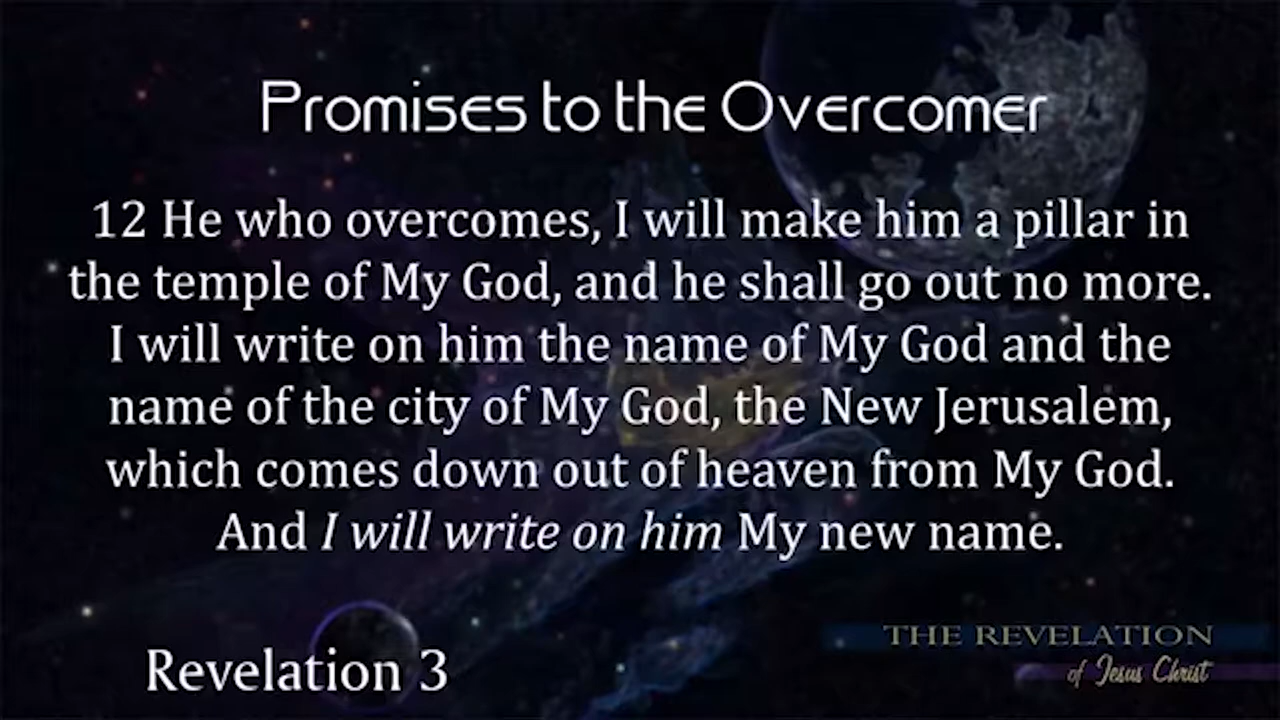 Promises to the Overcomer
12 He who overcomes, I will make him a pillar in
the temple of My God, and he shall go out no more.
I will write on him the name of My God and the
name of the city of My God, the New Jerusalem,
which comes down out of heaven from My God.
And I will write on him My new name.
Revelation 3
THE REVELATION
of Jesus Christ